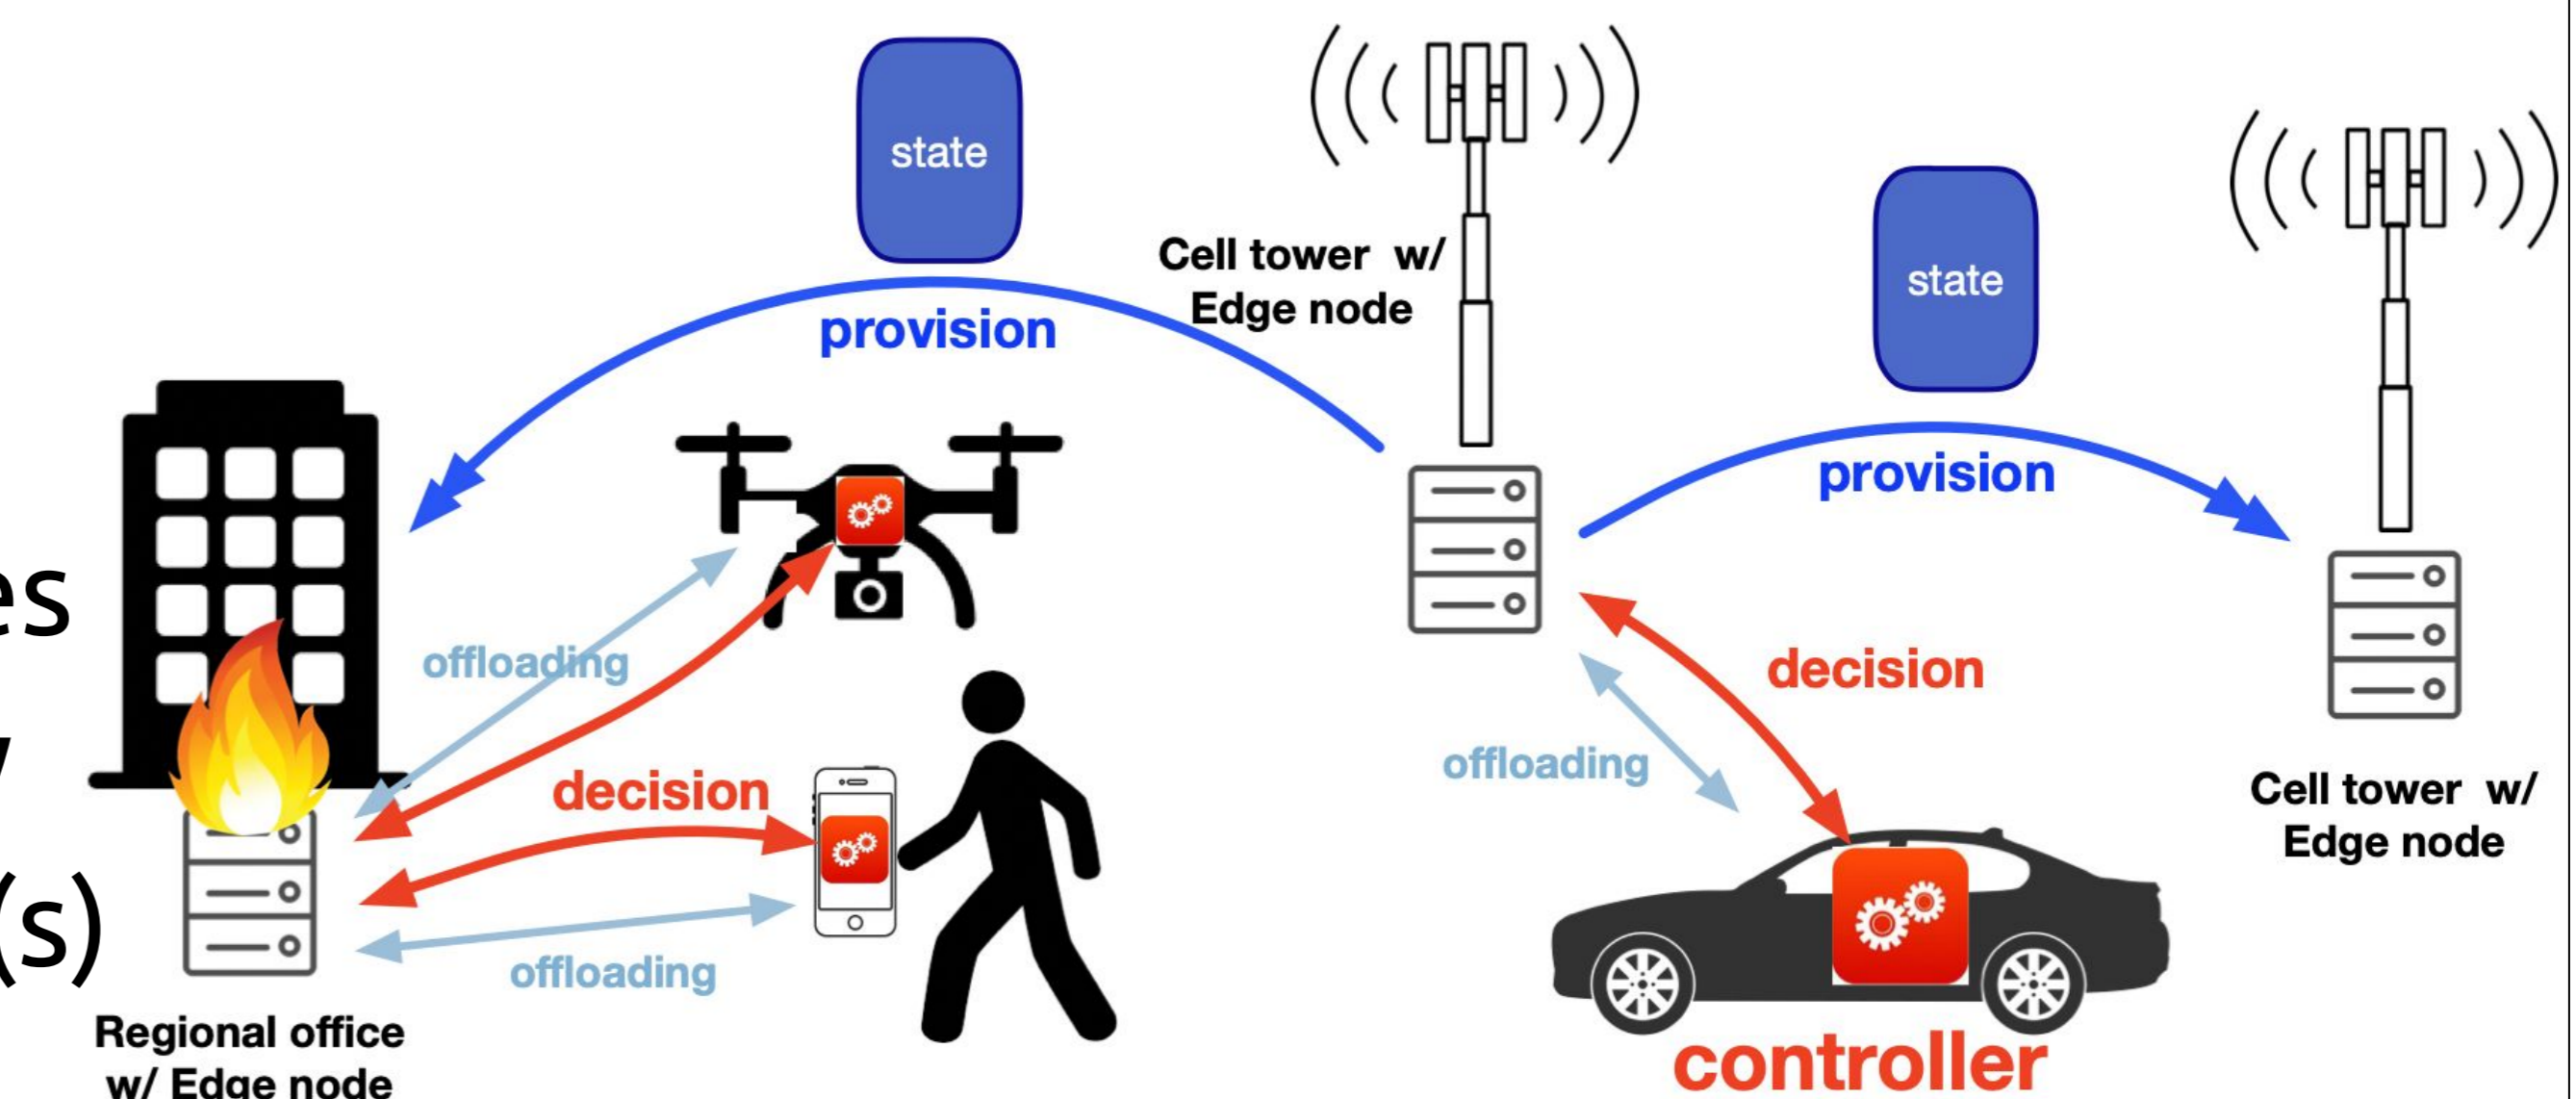 state
Cell tower w/
Edge node
provision
state
provision
offloading
decision
offloading
Regional office
w/ Edge node
decision
offloading
Cell tower w/
Edge node
controller
(s)